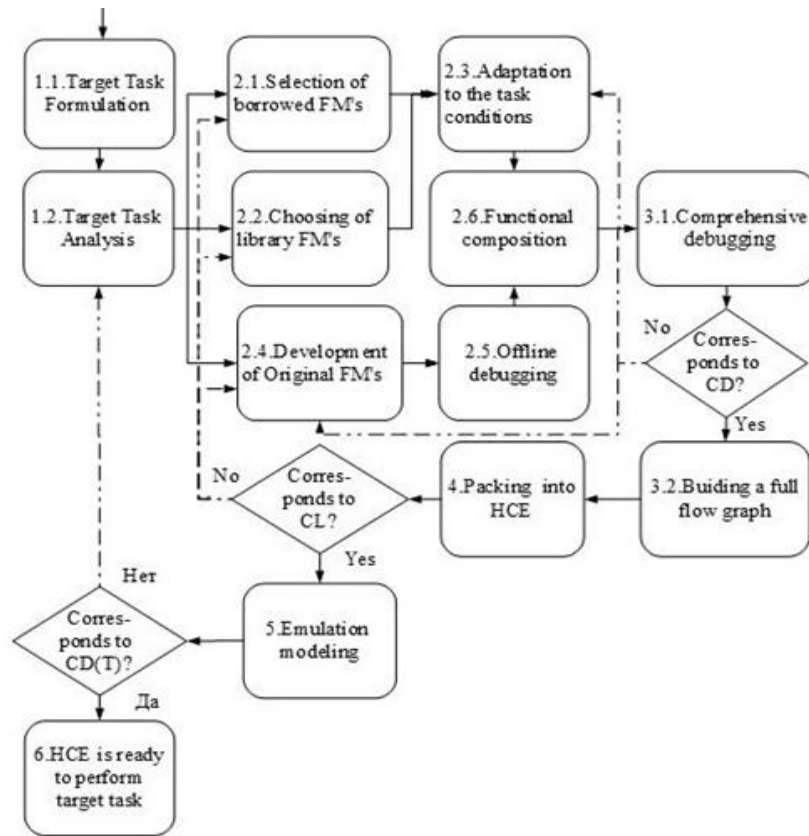 1.1.Target Task
Formulation
2.1.Selection of
borrowed FM's
2.3.Adaptation
to the task
conditions
1.2.Target Task
Analysis
2.2.Choosing of
library FM's
2.6.Functional
composition
3.1.Comprehensive
debugging
2.4.Development
of Original FM's
2.5.Offline
debugging
No
Corres-
ponds to
CD?
Yes
No
Corres-
ponds to
CL?
4.Packing into
HCE
3.2.Buiding a full
flow graph
Yes
Нет
Corres-
ponds to
CD(T)?
5.Emulation
modeling
Да
6.HCE is ready
to perform
target task